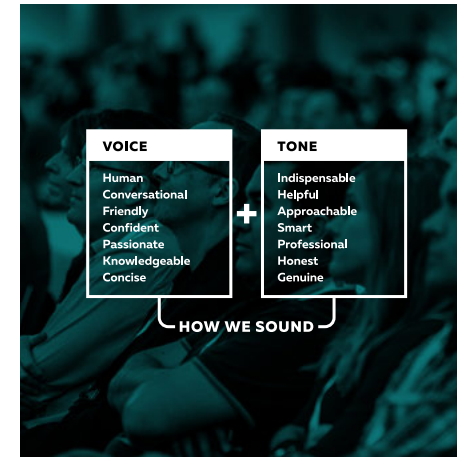 VOICE
Human
Conversational
Friendly
Confident
Passionate
Knowledgeable
Concise
+
TONE
Indispensable
Helpful
Approachable
Smart
Professional
Honest
Genuine
HOW WE SOUND